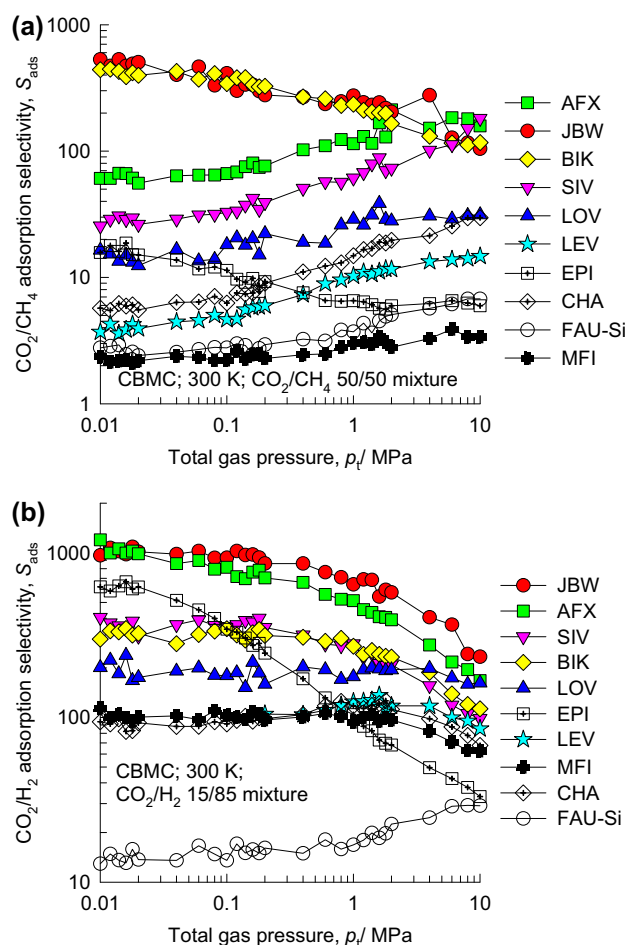 (a)
1000
100
10
1
CO2/CH4 adsorption selectivity, Sads
CBMC; 300 K; CO2/CH4 50/50 mixture
0.01 0.1 1 10
Total gas pressure, pt/ MPa
AFX
JBW
BIK
SIV
LOV
LEV
EPI
CHA
FAU-Si
MFI
(b)
1000
100
10
CO2/H2 adsorption selectivity, Sads
CBMC; 300 K;
CO2/H2 15/85 mixture
0.01 0.1 1 10
Total gas pressure, pt/ MPa
JBW
AFX
SIV
BIK
LOV
EPI
LEV
MFI
CHA
FAU-Si